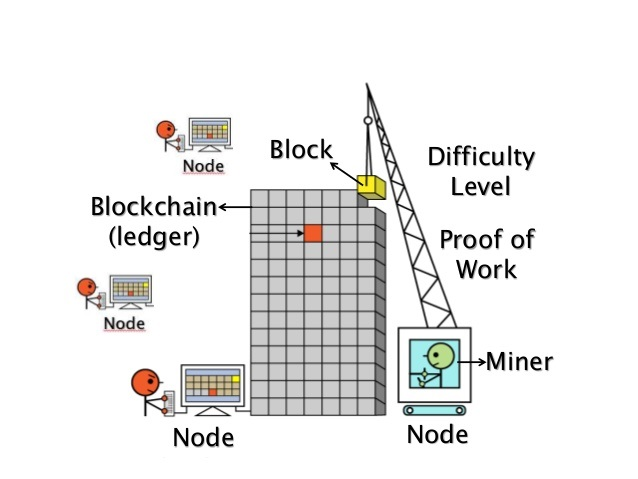 Node
Block
Difficulty
Level
Blockchain
(ledger)
Proof of
Work
Node
Miner
Node
Node